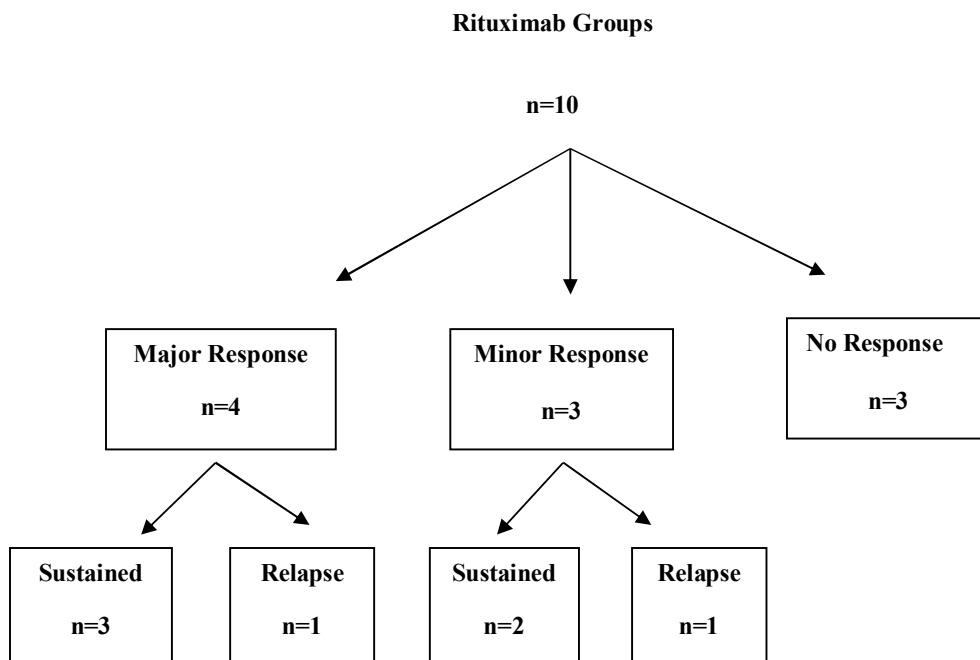 Rituximab Groups
n=10
Major Response
n=4
Minor Response
n=3
No Response
n=3
Sustained
n=3
Relapse
n=1
Sustained
n=2
Relapse
n=1